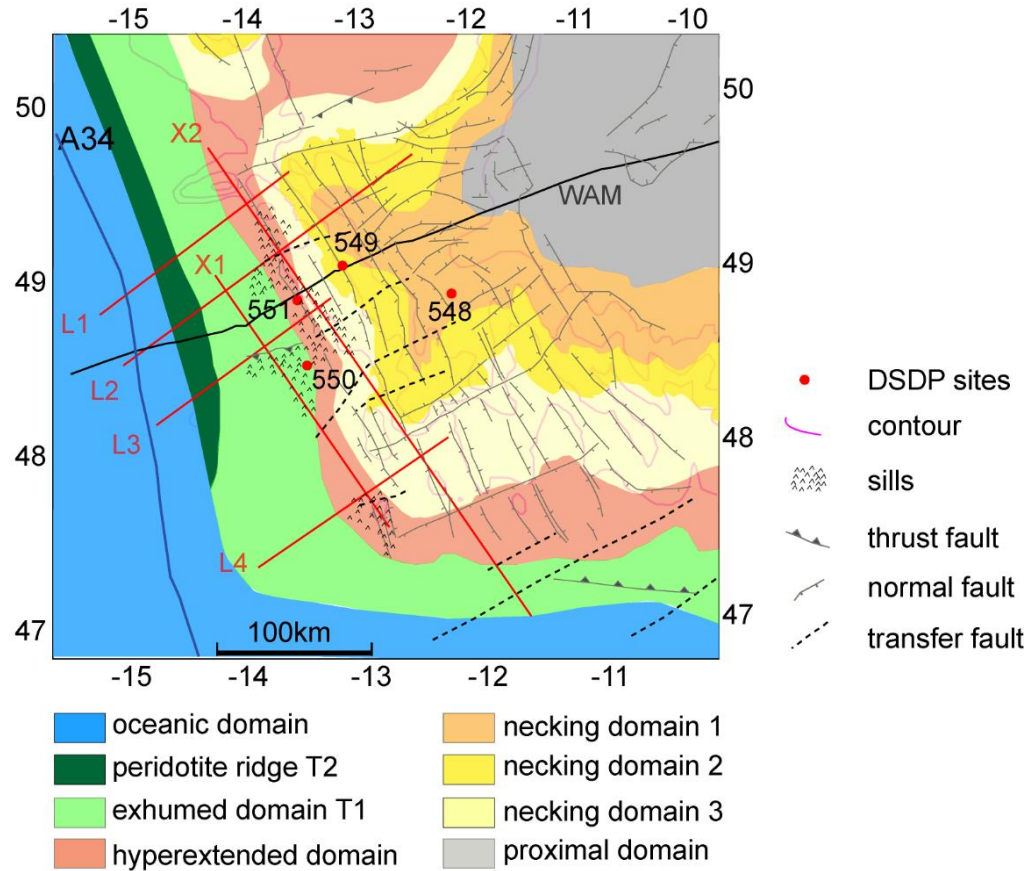 -15 -14 -13 -12 -11 -10
50 50
A34
X2
WAM
549
49 49
X1
551 548
L1
550
L2
L3
48 48
L4
47 47
100km
-15 -14 -13 -12 -11
DSDP sites
contour
sills
thrust fault
normal fault
transfer fault
oceanic domain
peridotite ridge T2
exhumed domain T1
hyperextended domain
necking domain 1
necking domain 2
necking domain 3
proximal domain